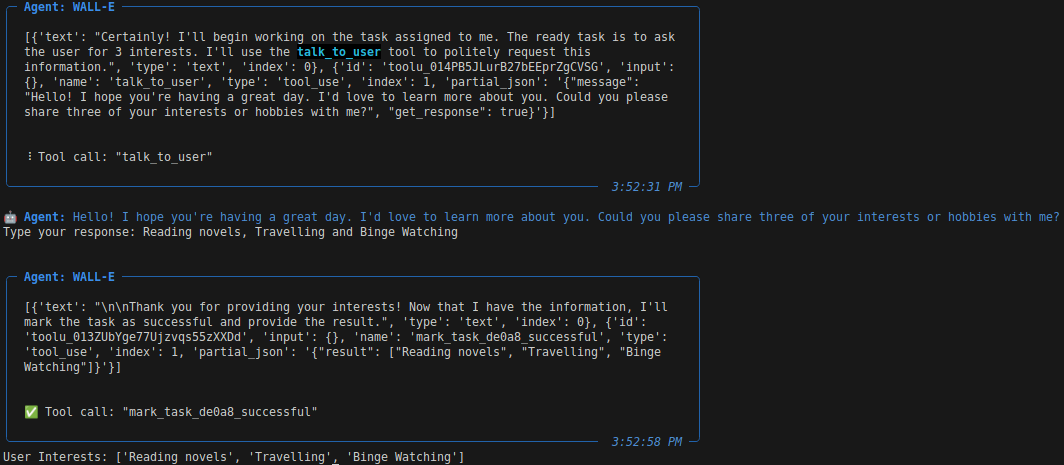 Agent: WALL-E
[{'text': "Certainly! I'll begin working on the task assigned to me. The ready task is to ask
the user for 3 interests. I'll use the talk_to_user tool to politely request this
information.", 'type': 'text', 'index': 0}, {'id': 'toolu_014PB5JLurB27bEEprZgCVSG', 'input':
{}, 'name': 'talk_to_user', 'type': 'tool_use', 'index': 1, 'partial_json': '{"message":
"Hello! I hope you're having a great day. I'd love to learn more about you. Could you please
share three of your interests or hobbies with me?", "get_response": true}'}]
⠸ Tool call: "talk_to_user"
3:52:31 PM
🤖 Agent: Hello! I hope you're having a great day. I'd love to learn more about you. Could you please share three of your interests or hobbies with me?
Type your response: Reading novels, Travelling and Binge Watching
Agent: WALL-E
[{'text': "\n\nThank you for providing your interests! Now that I have the information, I'll
mark the task as successful and provide the result.", 'type': 'text', 'index': 0}, {'id':
'toolu_013ZUbYge77Ujzvqs55zXXDd', 'input': {}, 'name': 'mark_task_de0a8_successful', 'type':
'tool_use', 'index': 1, 'partial_json': '{"result": ["Reading novels", "Travelling", "Binge
Watching"]}'}]
✅ Tool call: "mark_task_de0a8_successful"
3:52:58 PM
User Interests: ['Reading novels', 'Travelling', 'Binge Watching']